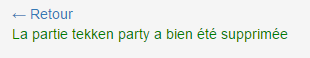 ← Retour
La partie tekken party a bien été supprimée